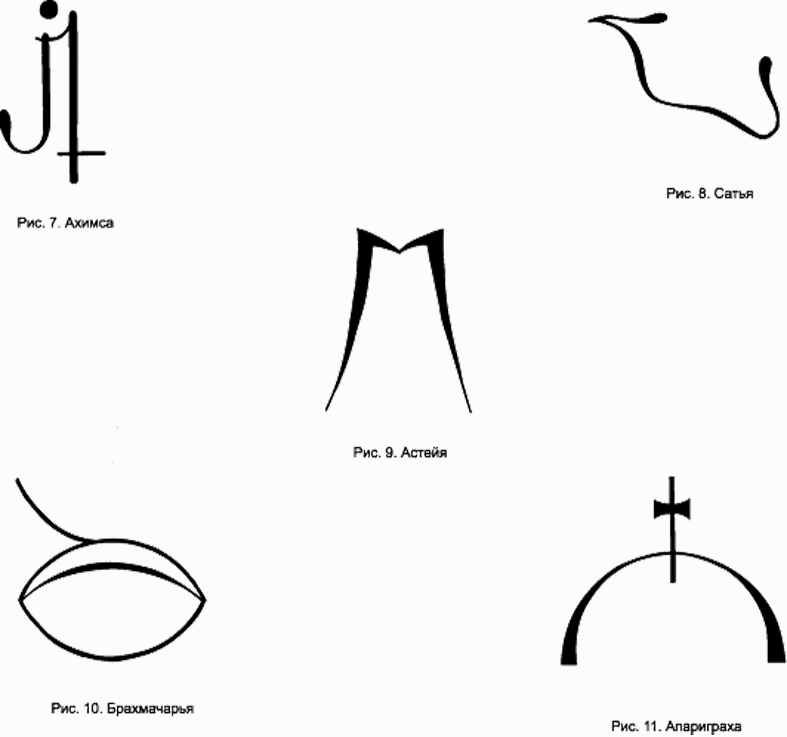 Рис. 7. Ахимса
Рис. 8. Сатья
Рис. 9. Астейя
Рис. 10. Брахмачарья
Рис. 11. Апариграха